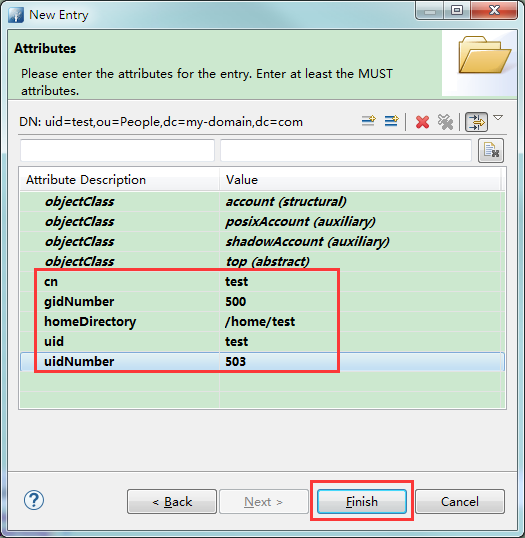 New Entry
Attributes
Please enter the attributes for the entry. Enter at least the MUST
attributes.
DN: uid=test,ou=People,dc=my-domain,dc=com
Attribute Description Value
objectClass account (structural)
objectClass posixAccount (auxiliary)
objectClass shadowAccount (auxiliary)
objectClass top (abstract)
cn test
gidNumber 500
homeDirectory /home/test
uid test
uidNumber 503
? < Back Next > Finish Cancel